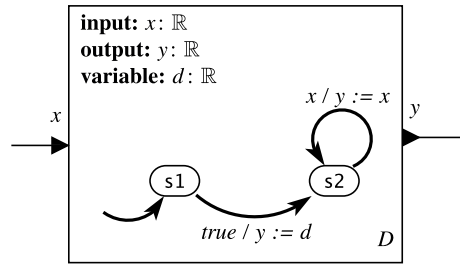 input: x: ℝ
output: y: ℝ
variable: d: ℝ
x / y := x
x
y
s1
s2
true / y := d
D